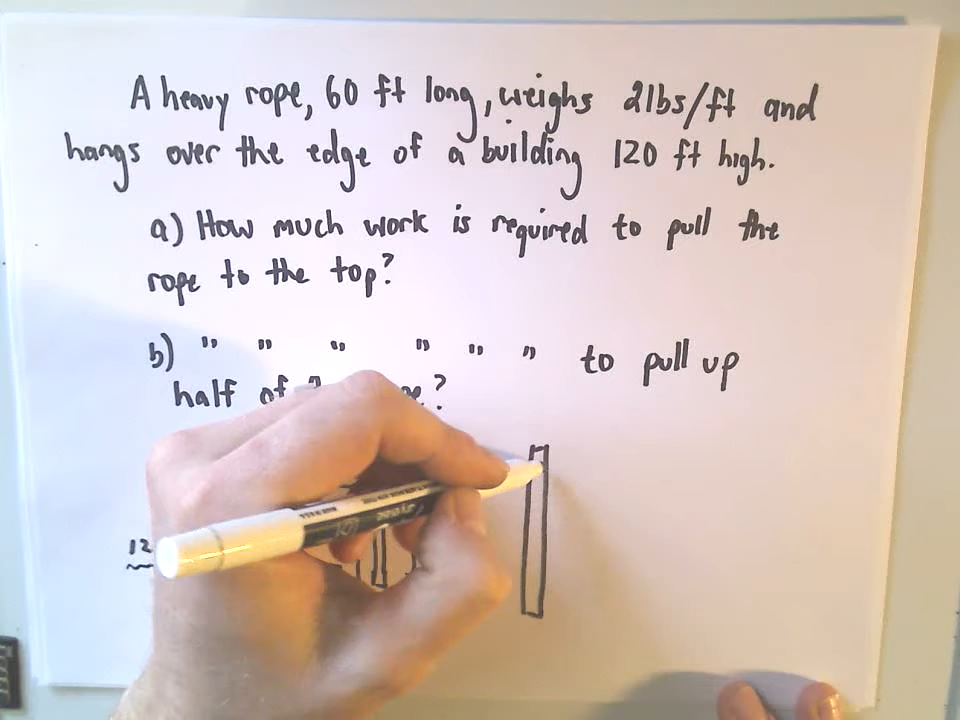 A heavy rope, 60 ft long, weighs 2lbs/ft and
hangs over the edge of a building 120 ft high.
a) How much work is required to pull the
rope to the top?
b) " " " " " " to pull up
half of ?
12